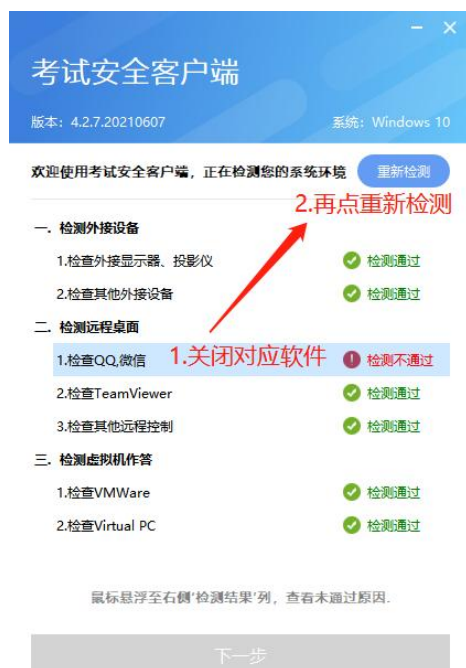 考试安全客户端
版本: 4.2.7.20210607 系统: Windows 10
欢迎使用考试安全客户端，正在检测您的系统环境 重新检测
2.再点重新检测
一. 检测外接设备
1.检查外接显示器、投影仪 检测通过
2.检查其他外接设备 检测通过
二. 检测远程桌面
1.检查QQ,微信 1.关闭对应软件 检测不通过
2.检查TeamViewer 检测通过
3.检查其他远程控制 检测通过
三. 检测虚拟机作答
1.检查VMWare 检测通过
2.检查Virtual PC 检测通过
鼠标悬浮至右侧'检测结果'列，查看未通过原因.
下一步